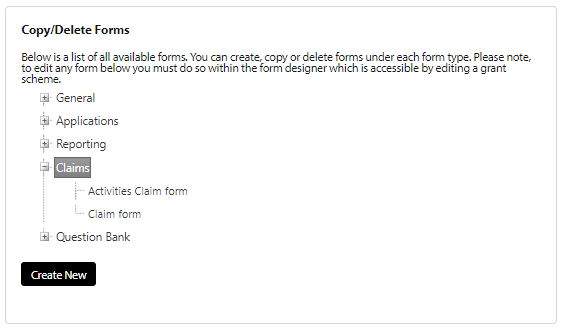 Copy/Delete Forms
Below is a list of all available forms. You can create, copy or delete forms under each form type. Please note,
to edit any form below you must do so within the form designer which is accessible by editing a grant
scheme.
General
Applications
Reporting
Claims
Activities Claim form
Claim form
Question Bank
Create New